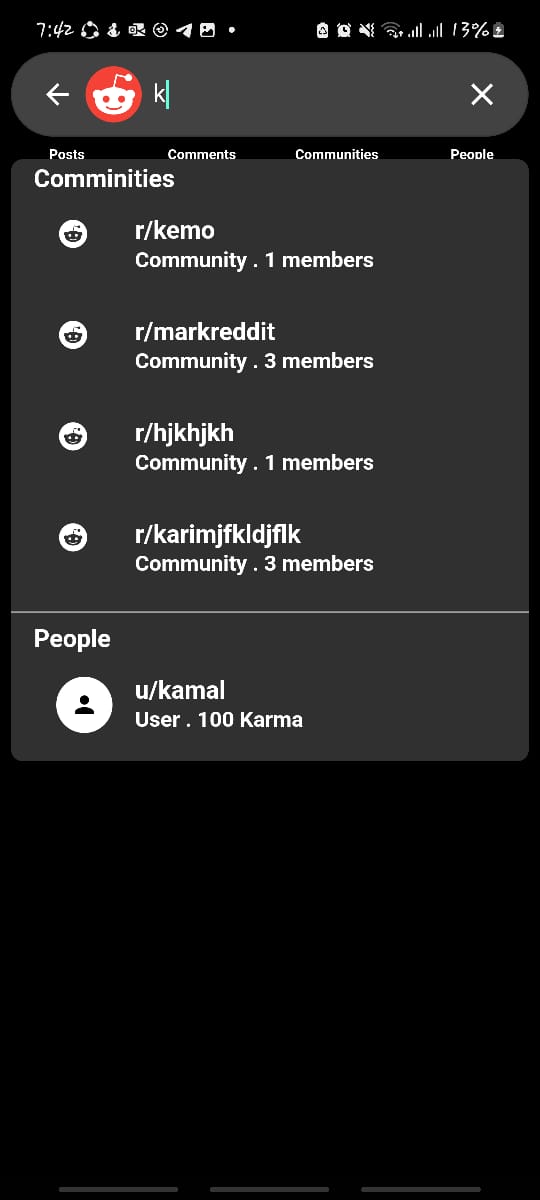 7:42 13%
k
Posts Comments Communities People
Comminities
r/kemo
Community . 1 members
r/markreddit
Community . 3 members
r/hjkhjkh
Community . 1 members
r/karimjfkldjflk
Community . 3 members
People
u/kamal
User . 100 Karma